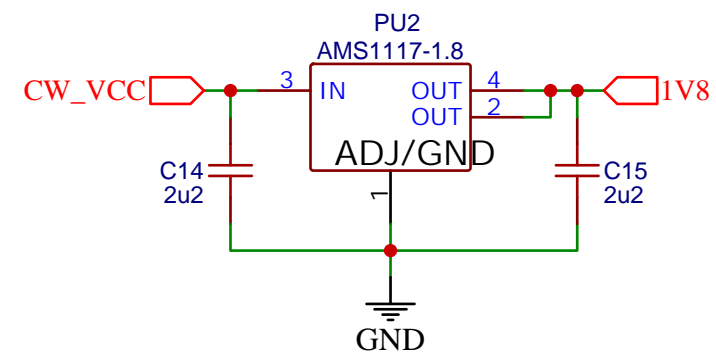 PU2
AMS1117-1.8
CW_VCC
3
IN
OUT
4
1V8
OUT
2
ADJ/GND
C14
2u2
C15
2u2
1
GND